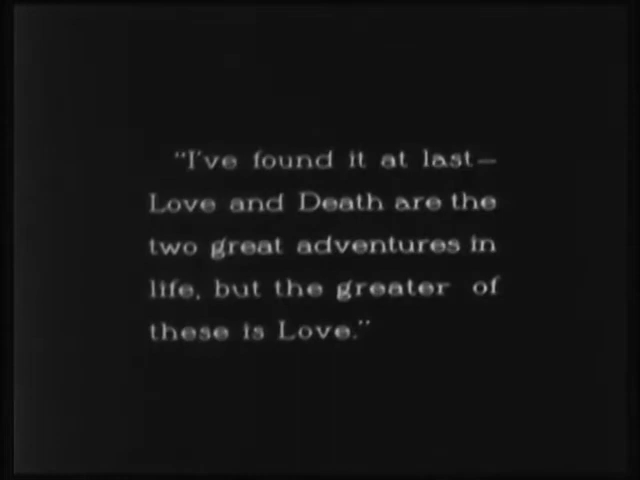 "I've found it at last—
Love and Death are the
two great adventures in
life, but the greater of
these is Love."